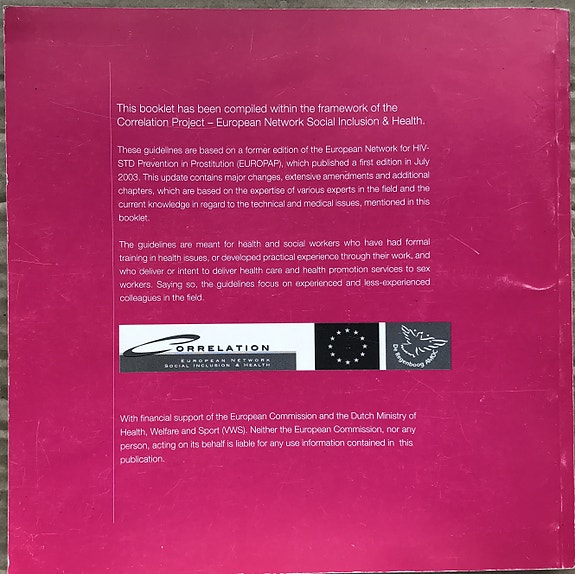 This booklet has been compiled within the framework of the
Correlation Project – European Network Social Inclusion & Health.
These guidelines are based on a former edition of the European Network for HIV-
STD Prevention in Prostitution (EUROPAP), which published a first edition in July
2003. This update contains major changes, extensive amendments and additional
chapters, which are based on the expertise of various experts in the field and the
current knowledge in regard to the technical and medical issues, mentioned in this
booklet.
The guidelines are meant for health and social workers who have had formal
training in health issues, or developed practical experience through their work, and
who deliver or intent to deliver health care and health promotion services to sex
workers. Saying so, the guidelines focus on experienced and less-experienced
colleagues in the field.
CORRELATION
EUROPEAN NETWORK
SOCIAL INCLUSION & HEALTH
De Regenboog AMOC
With financial support of the European Commission and the Dutch Ministry of
Health, Welfare and Sport (VWS). Neither the European Commission, nor any
person, acting on its behalf is liable for any use information contained in this
publication.